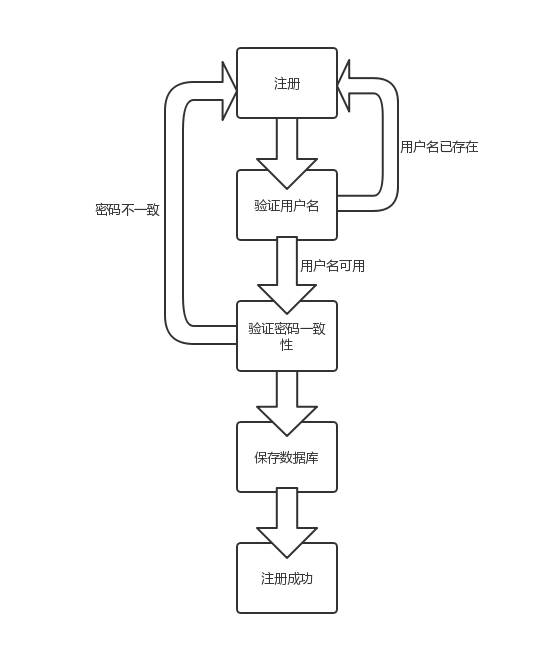 注册
用户名已存在
验证用户名
密码不一致
用户名可用
验证密码一致
性
保存数据库
注册成功